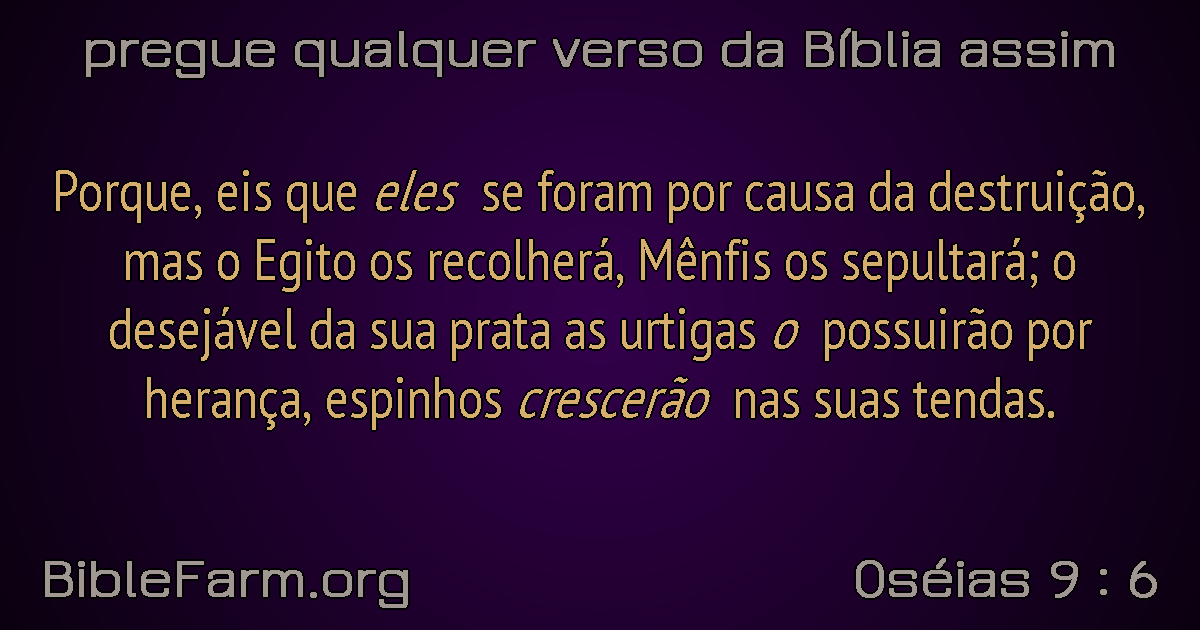 pregue qualquer verso da Bíblia assim
Porque, eis que eles se foram por causa da destruição,
mas o Egito os recolherá, Mênfis os sepultará; o
desejável da sua prata as urtigas o possuirão por
herança, espinhos crescerão nas suas tendas.
BibleFarm.org
Oséias 9 : 6